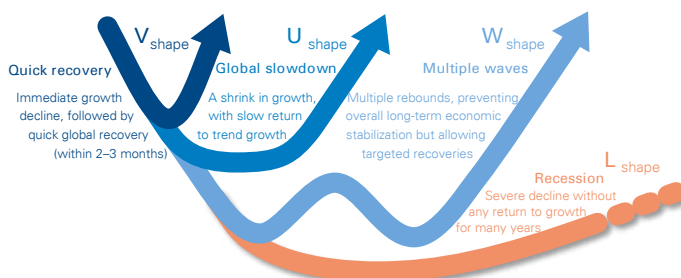 V shape
Quick recovery
Immediate growth
decline, followed by
quick global recovery
(within 2–3 months)
U shape
Global slowdown
A shrink in growth,
with slow return
to trend growth
W shape
Multiple waves
Multiple rebounds, preventing
overall long-term economic
stabilization but allowing
targeted recoveries
L shape
Recession
Severe decline without
any return to growth
for many years